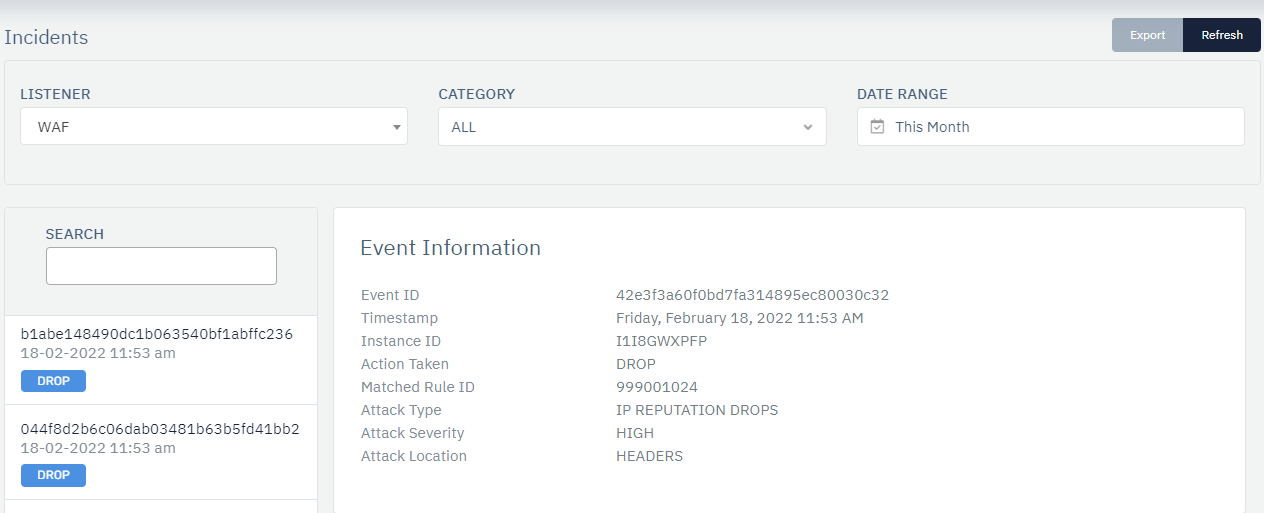 Incidents
Export Refresh
LISTENER CATEGORY DATE RANGE
WAF ALL This Month
SEARCH
b1abe148490dc1b063540bf1abffc236
18-02-2022 11:53 am
DROP
044f8d2b6c06dab03481b63b5fd41bb2
18-02-2022 11:53 am
DROP
Event Information
Event ID 42e3f3a60f0bd7fa314895ec80030c32
Timestamp Friday, February 18, 2022 11:53 AM
Instance ID I1I8GWXPFP
Action Taken DROP
Matched Rule ID 999001024
Attack Type IP REPUTATION DROPS
Attack Severity HIGH
Attack Location HEADERS